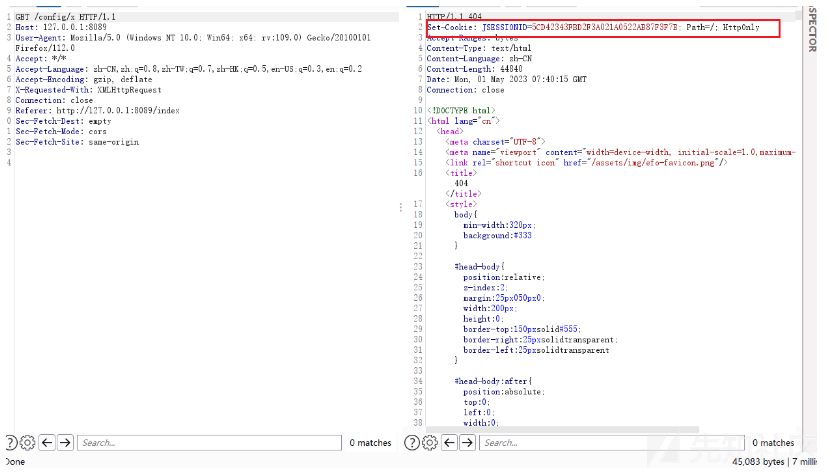 1 GET /config/x HTTP/1.1
2 Host: 127.0.0.1:8089
3 User-Agent: Mozilla/5.0 (Windows NT 10.0; Win64; x64; rv:109.0) Gecko/20100101
Firefox/112.0
4 Accept: */*
5 Accept-Language: zh-CN,zh;q=0.8,zh-TW;q=0.7,zh-HK;q=0.5,en-US;q=0.3,en;q=0.2
6 Accept-Encoding: gzip, deflate
7 X-Requested-With: XMLHttpRequest
8 Connection: close
9 Referer: http://127.0.0.1:8089/index
0 Sec-Fetch-Dest: empty
1 Sec-Fetch-Mode: cors
2 Sec-Fetch-Site: same-origin
3
4
Search...
0 matches
Done
1 HTTP/1.1 404
2 Set-Cookie: JSESSIONID=5CD42343FBD2F3A021A0522AB87F3F7B; Path=/; HttpOnly
3 Accept-Ranges: bytes
4 Content-Type: text/html
5 Content-Language: zh-CN
6 Content-Length: 44840
7 Date: Mon, 01 May 2023 07:40:15 GMT
8 Connection: close
9
10 <!DOCTYPE html>
11 <html lang="cn">
12 <head>
13 <meta charset="UTF-8">
14 <meta name="viewport" content="width=device-width, initial-scale=1.0,maximum-
15 <link rel="shortcut icon" href="/assets/img/efo-favicon.png"/>
16 <title>
404
</title>
17 <style>
18 body{
19 min-width:320px;
20 background:#333
21 }
22
23 #head-body{
24 position:relative;
25 z-index:2;
26 margin:25px050px0;
27 width:200px;
28 height:0;
29 border-top:150pxsolid#555;
30 border-right:25pxsolidtransparent;
31 border-left:25pxsolidtransparent
32 }
33
34 #head-body:after{
35 position:absolute;
36 top:0;
37 left:0;
38 width:0;
Search...
0 matches
45,083 bytes | 7 milli
SPECTOR